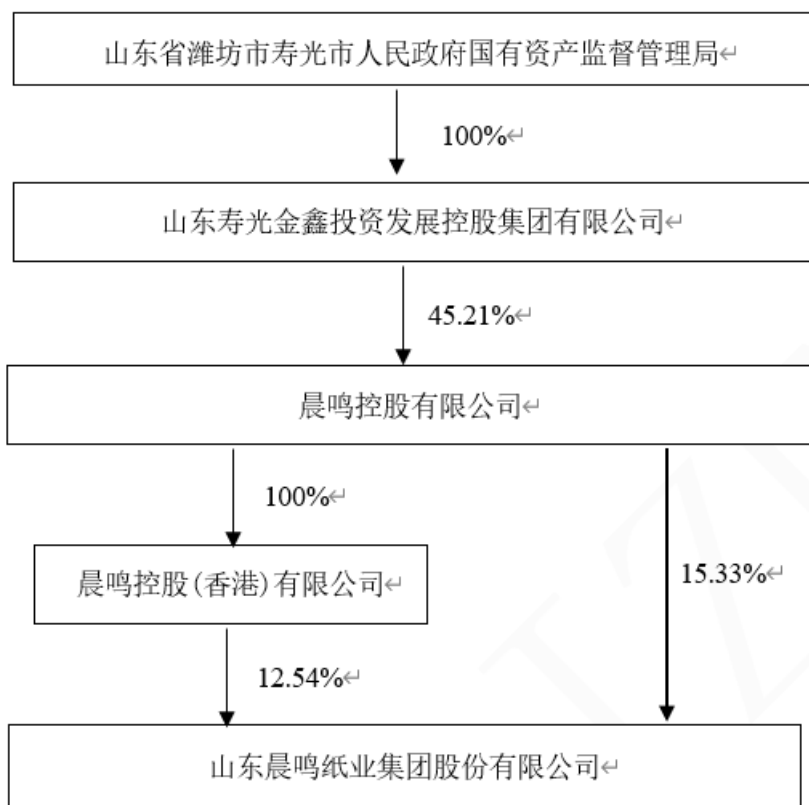 山东省潍坊市寿光市人民政府国有资产监督管理局↵
100%↵
山东寿光金鑫投资发展控股集团有限公司↵
45.21%↵
晨鸣控股有限公司↵
100%↵
晨鸣控股(香港)有限公司↵
15.33%↵
12.54%↵
山东晨鸣纸业集团股份有限公司↵